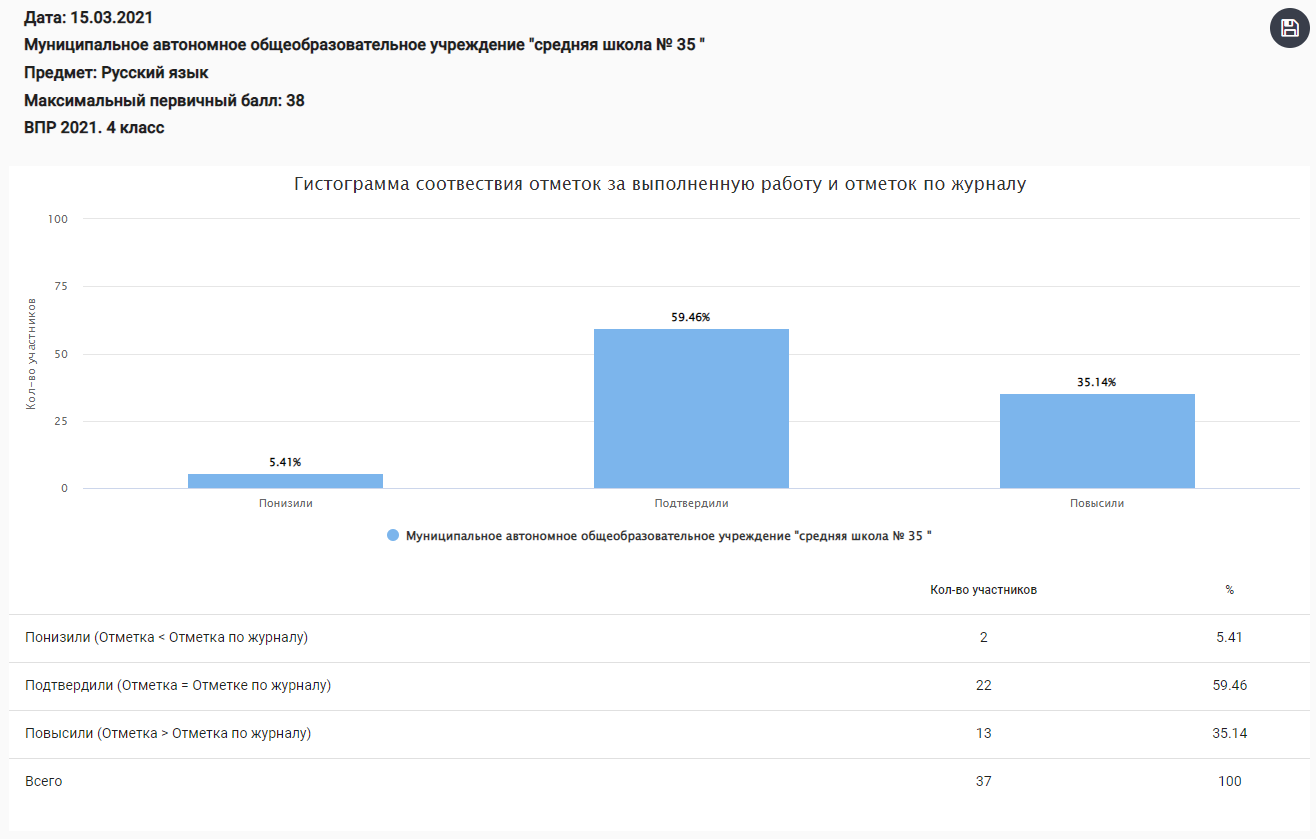 Дата: 15.03.2021
Муниципальное автономное общеобразовательное учреждение "средняя школа № 35 "
Предмет: Русский язык
Максимальный первичный балл: 38
ВПР 2021. 4 класс
Гистограмма соотвествия отметок за выполненную работу и отметок по журналу
100
75
50
25
0
Кол-во участников
5.41%
59.46%
35.14%
Понизили Подтвердили Повысили
Муниципальное автономное общеобразовательное учреждение "средняя школа № 35 "
Кол-во участников %
Понизили (Отметка < Отметка по журналу) 2 5.41
Подтвердили (Отметка = Отметке по журналу) 22 59.46
Повысили (Отметка > Отметка по журналу) 13 35.14
Всего 37 100